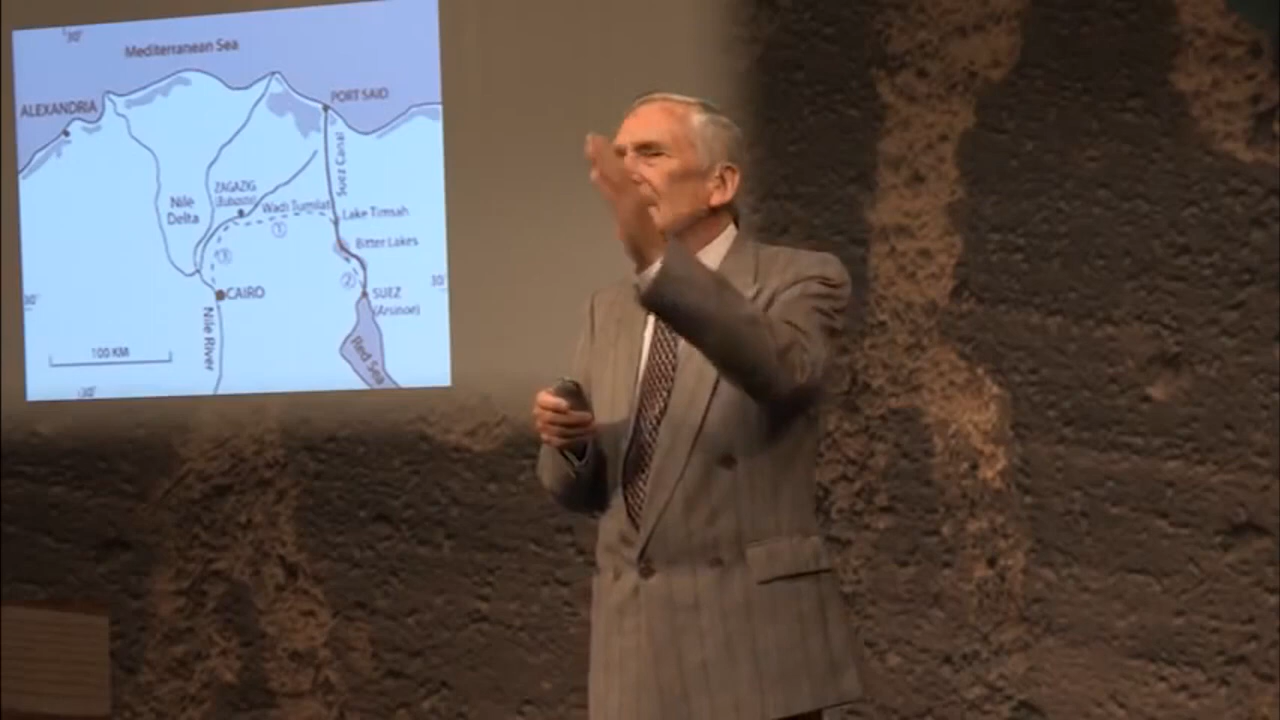 30'
Mediterranean Sea
ALEXANDRIA
PORT SAID
Suez Canal
ZAGAZIG
(Bubastis)
Nile
Delta
Wadi Tumilat
Lake Timsah
1
Bitter Lakes
3
2
30'
30'
CAIRO
SUEZ
(Arsinoe)
Nile River
Red Sea
100 KM
30'